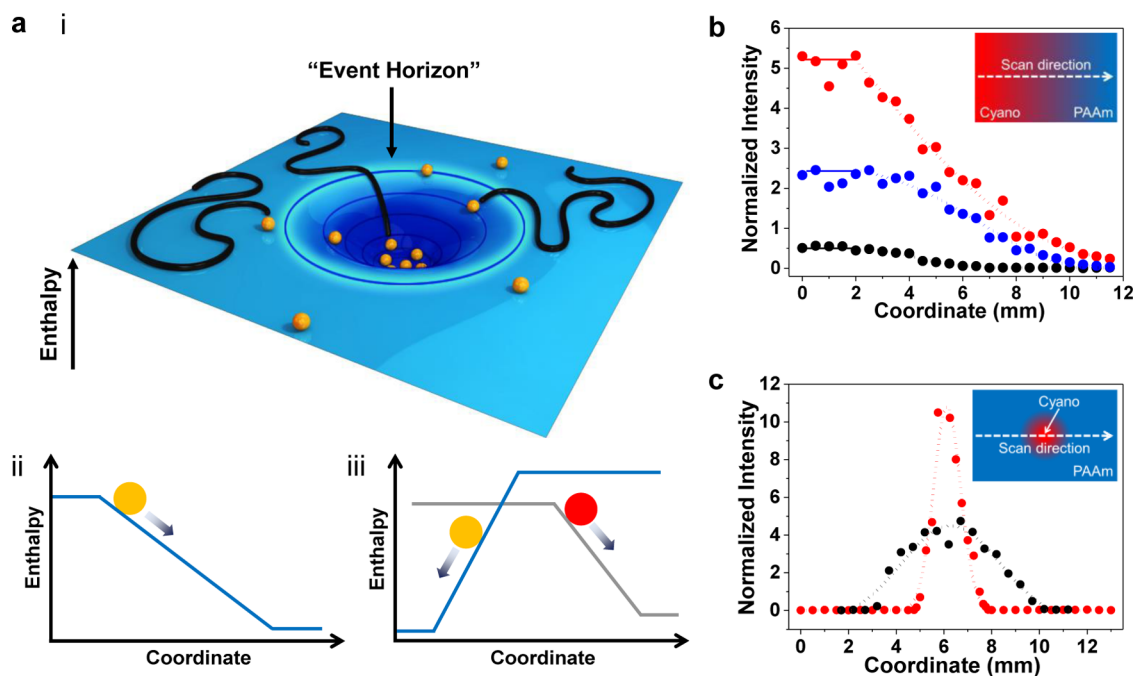 a
i
“Event Horizon”
Enthalpy
ii
Enthalpy
Coordinate
iii
Enthalpy
Coordinate
b
Normalized Intensity
6
5
4
3
2
1
0
Scan direction
Cyano
PAAm
0 2 4 6 8 10 12
Coordinate (mm)
c
Normalized Intensity
12
10
8
6
4
2
0
Cyano
Scan direction
PAAm
0 2 4 6 8 10 12
Coordinate (mm)